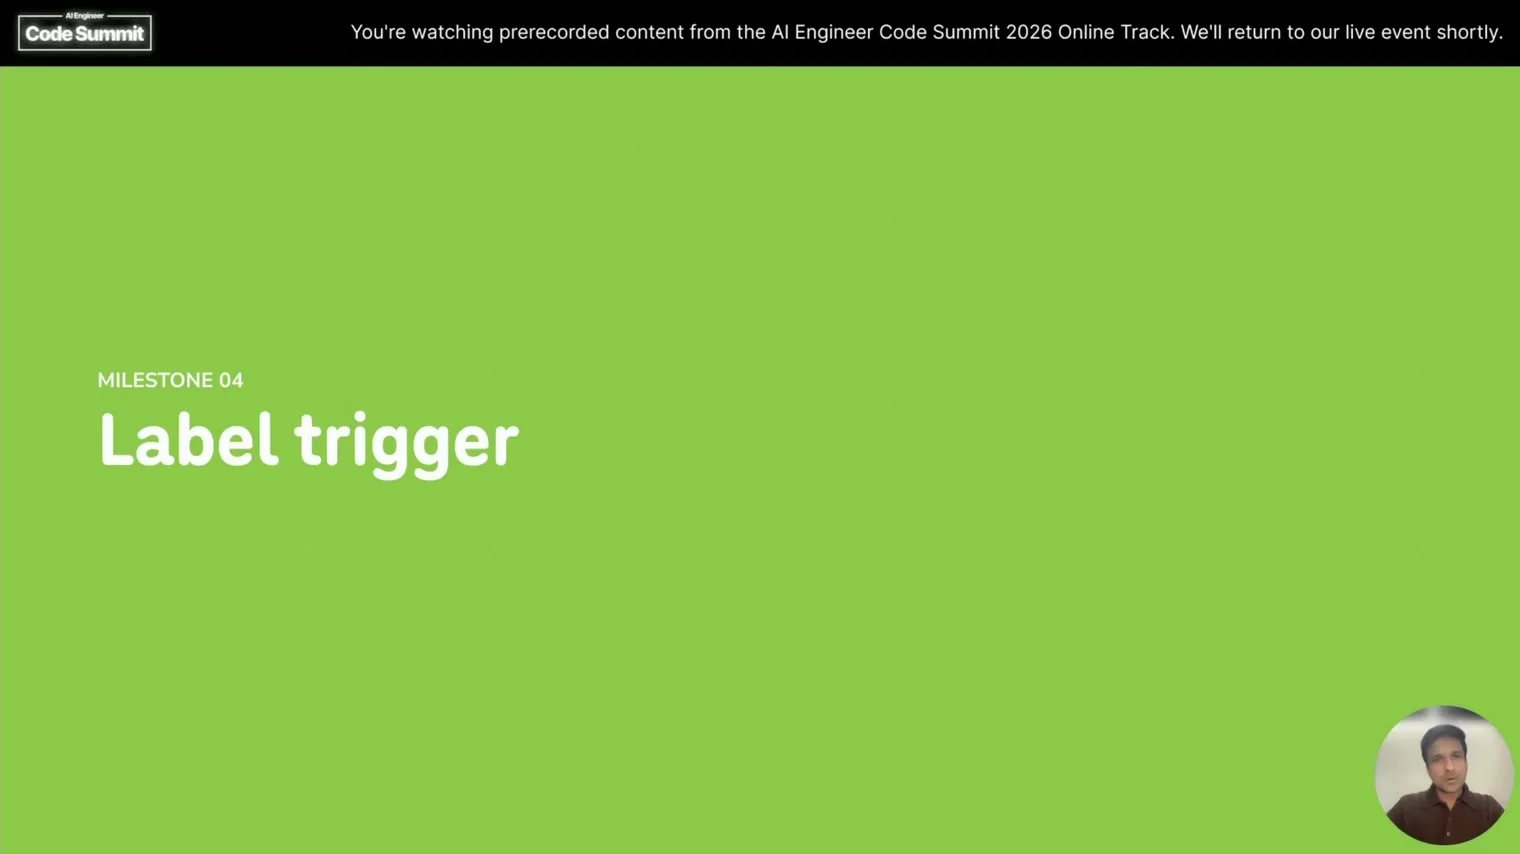 AI Engineer
Code Summit
You're watching prerecorded content from the AI Engineer Code Summit 2026 Online Track. We'll return to our live event shortly.
MILESTONE 04
Label trigger